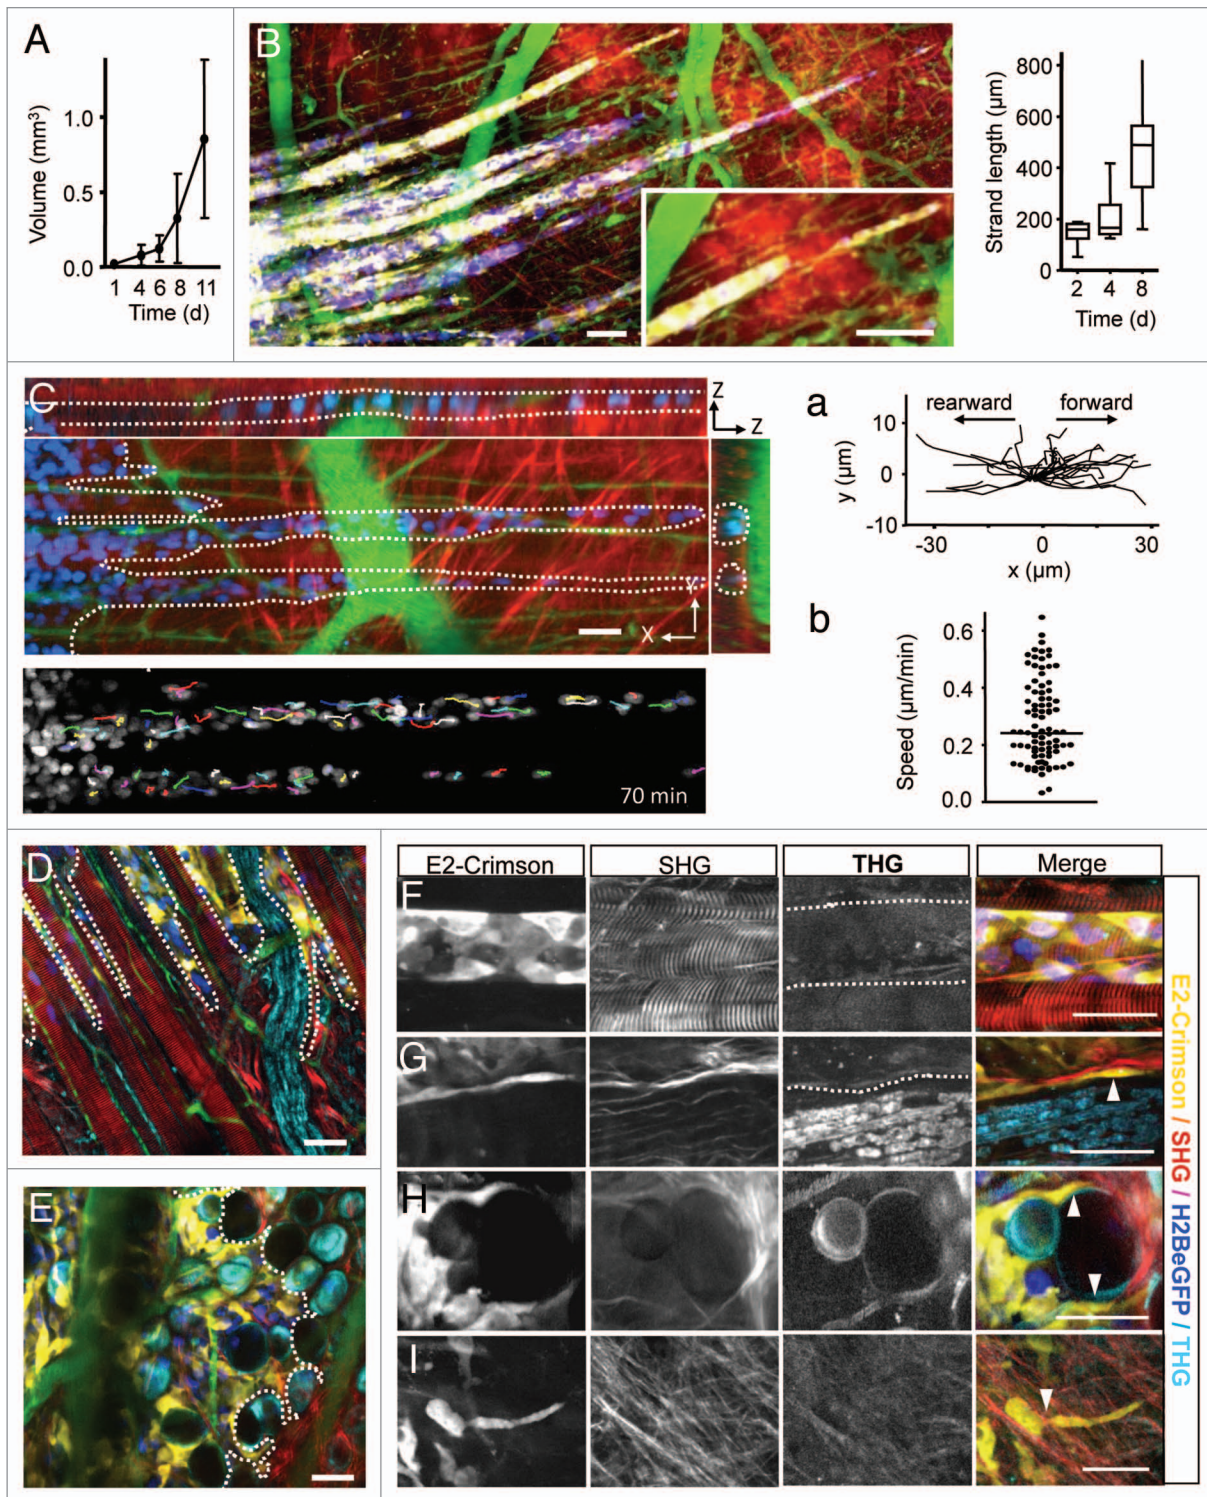 A
Volume (mm³)
1.0
0.5
0.0
1 4 6 8 11
Time (d)
B
Strand length (µm)
800
600
400
200
0
2 4 8
Time (d)
C
Z
Z
Y
X
70 min
a
rearward forward
y (µm)
10
0
-10
-30 0 30
x (µm)
b
Speed (µm/min)
0.6
0.4
0.2
0.0
D
E
E2-Crimson SHG THG Merge
F
G
H
I
E2-Crimson / SHG / H2BeGFP / THG